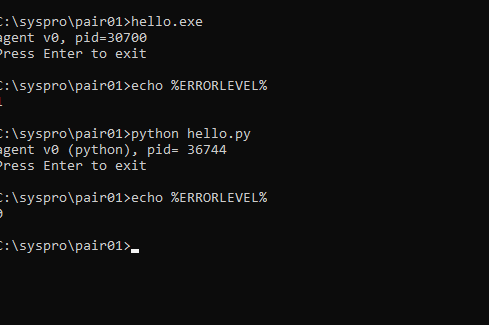 C:\syspro\pair01>hello.exe
agent v0, pid=30700
Press Enter to exit
C:\syspro\pair01>echo %ERRORLEVEL%
1
C:\syspro\pair01>python hello.py
agent v0 (python), pid= 36744
Press Enter to exit
C:\syspro\pair01>echo %ERRORLEVEL%
0
C:\syspro\pair01>